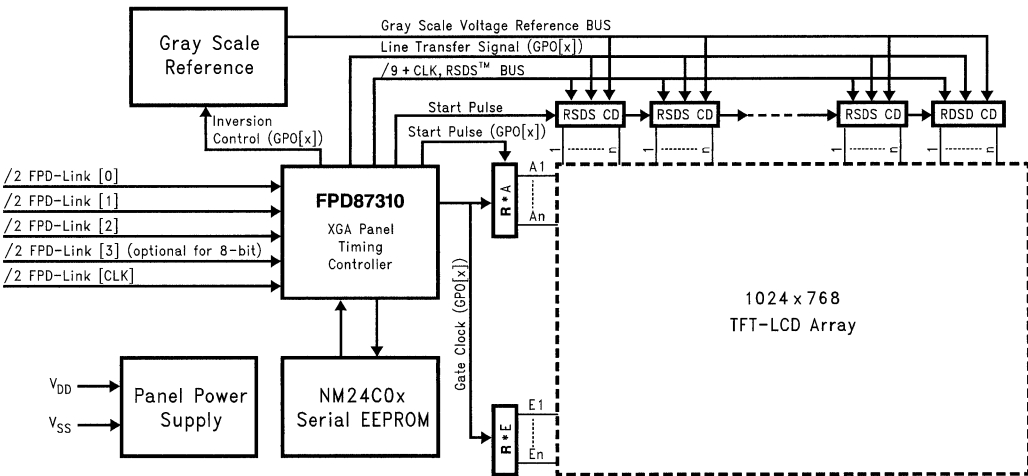 Gray Scale Voltage Reference BUS
Gray Scale
Reference
Line Transfer Signal (GPO[x])
/9 + CLK, RSDS™ BUS
Start Pulse
RSDS CD
RSDS CD
RSDS CD
RDSD CD
Inversion
Control (GPO[x])
Start Pulse (GPO[x])
1 n
1 n
1 n
1 n
/2 FPD-Link [0]
/2 FPD-Link [1]
/2 FPD-Link [2]
/2 FPD-Link [3] (optional for 8-bit)
/2 FPD-Link [CLK]
FPD87310
XGA Panel
Timing
Controller
R*A
A1
An
Gate Clock (GPO[x])
1024 x 768
TFT-LCD Array
VDD
VSS
Panel Power
Supply
NM24C0x
Serial EEPROM
R*E
E1
En